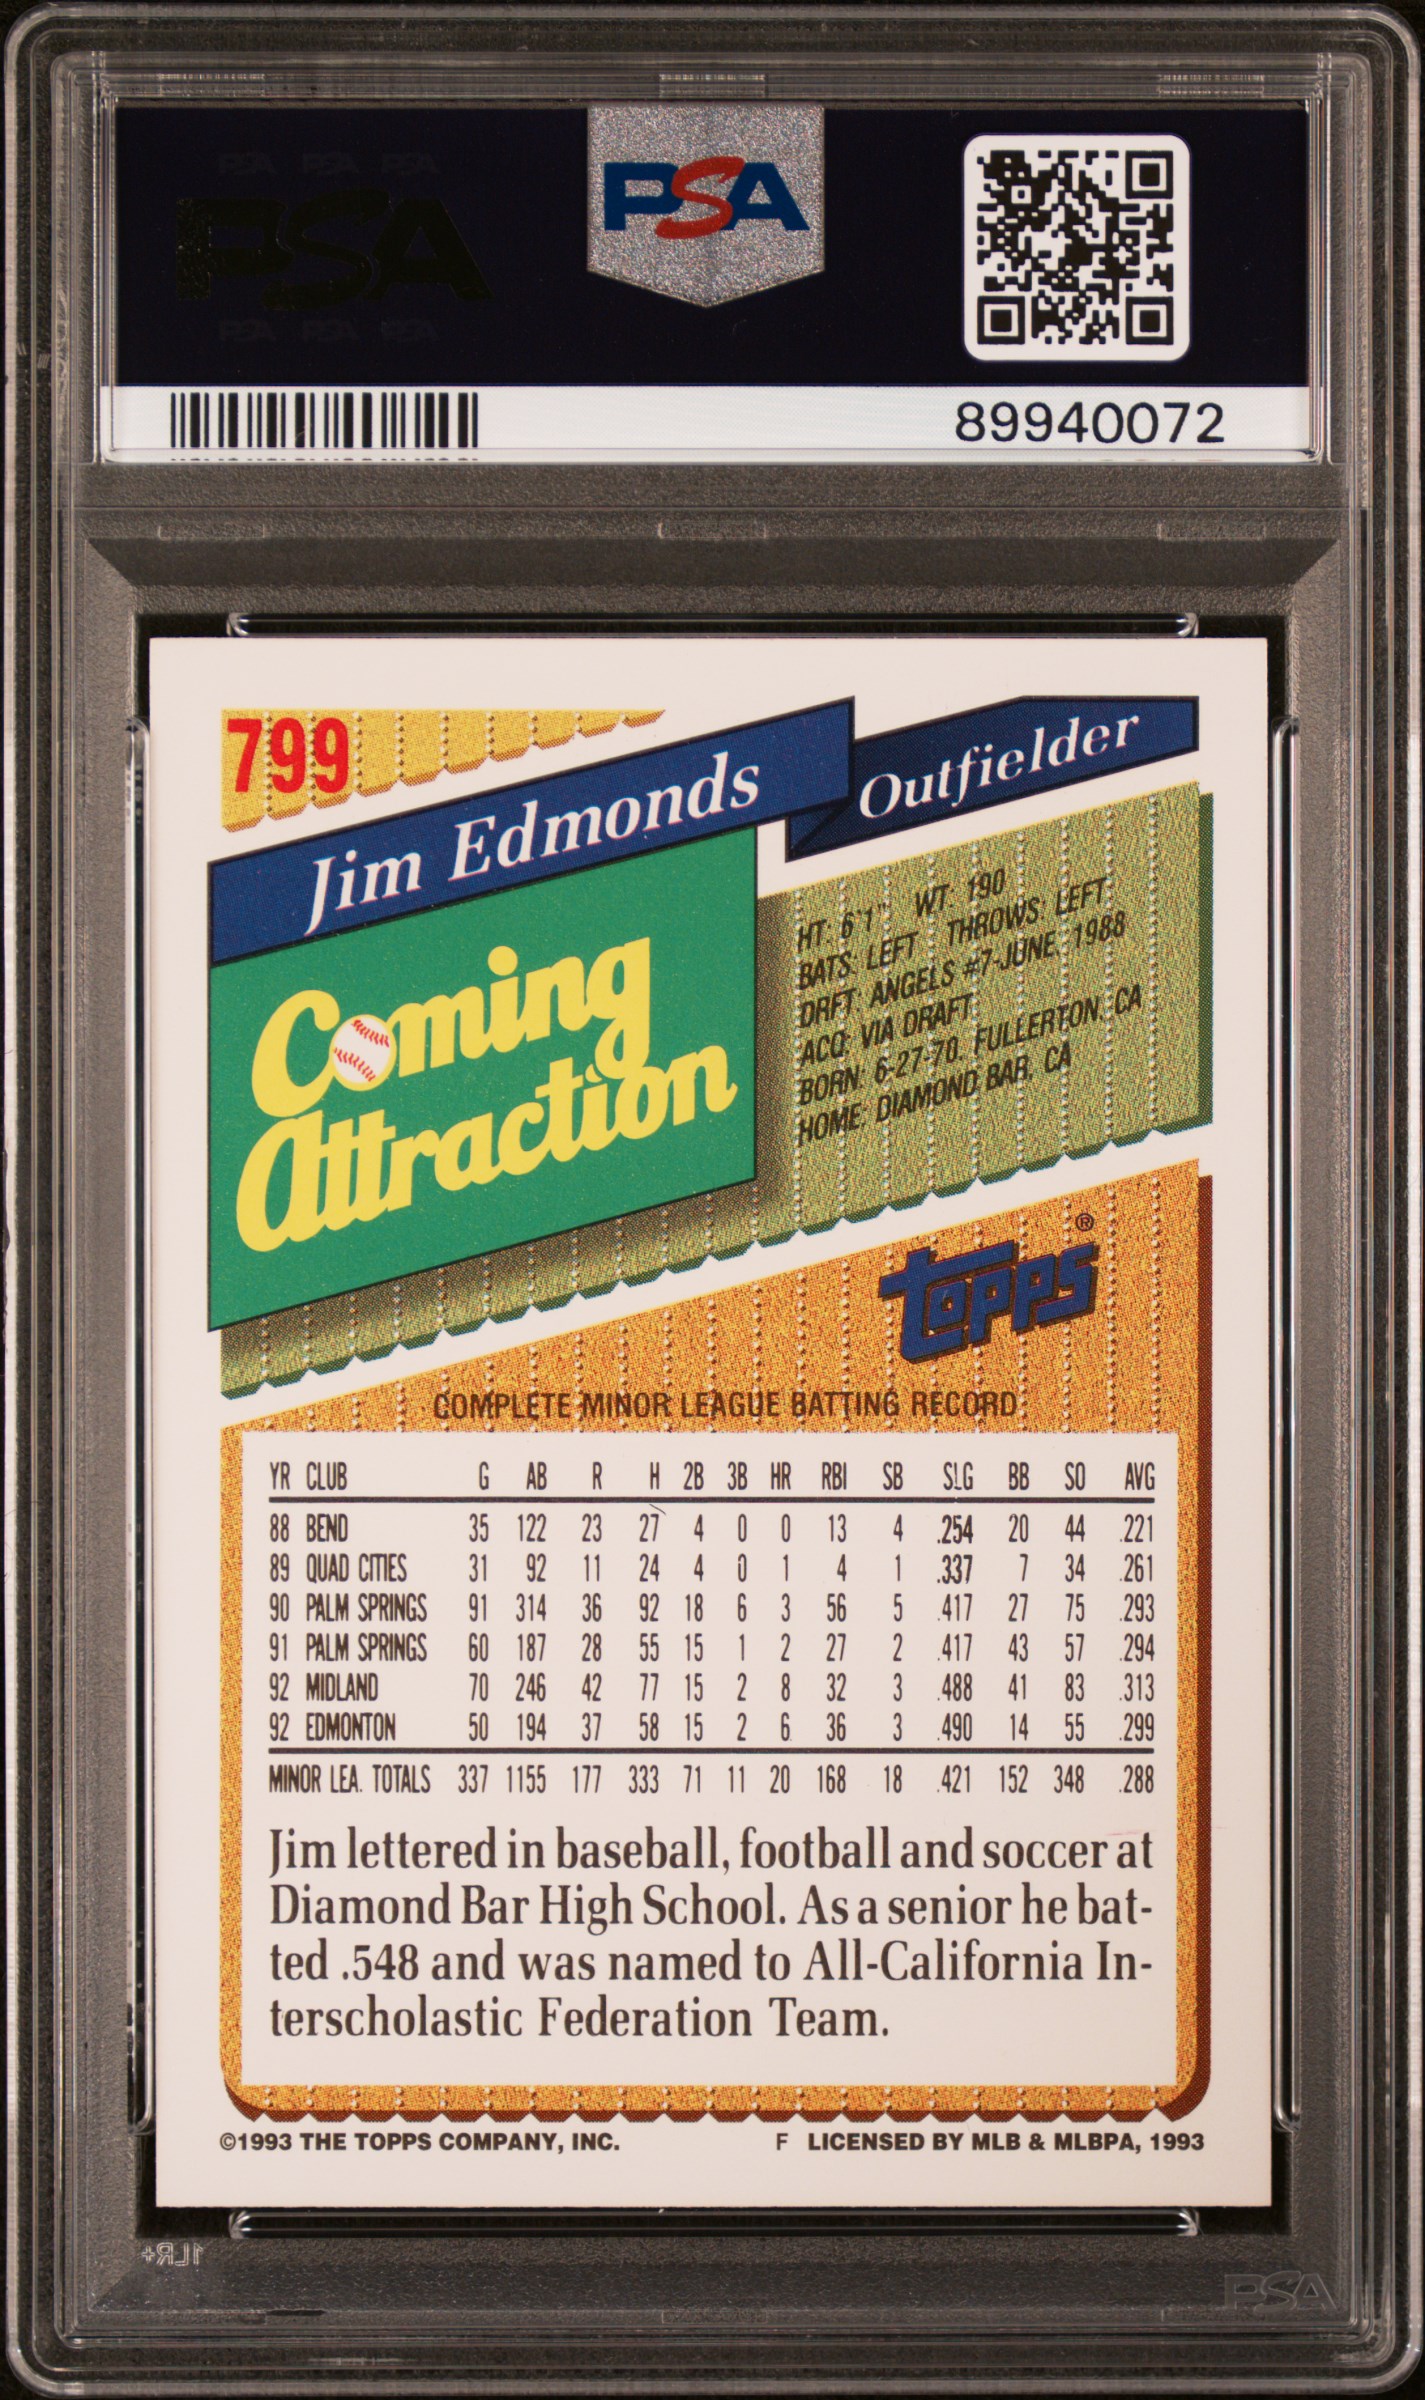 PSA PSA PSA
PSA
PSA PSA PSA
PSA
89940072
799
Jim Edmonds
Outfielder
Coming
Attraction
HT: 6'1" WT: 190
BATS: LEFT THROWS: LEFT
DRFT: ANGELS #7-JUNE, 1988
ACQ: VIA DRAFT
BORN: 6-27-70, FULLERTON, CA
HOME: DIAMOND BAR, CA
topps®
COMPLETE MINOR LEAGUE BATTING RECORD
YR CLUB G AB R H 2B 3B HR RBI SB SLG BB SO AVG
88 BEND 35 122 23 27 4 0 0 13 4 .254 20 44 .221
89 QUAD CITIES 31 92 11 24 4 0 1 4 1 .337 7 34 .261
90 PALM SPRINGS 91 314 36 92 18 6 3 56 5 .417 27 75 .293
91 PALM SPRINGS 60 187 28 55 15 1 2 27 2 .417 43 57 .294
92 MIDLAND 70 246 42 77 15 2 8 32 3 .488 41 83 .313
92 EDMONTON 50 194 37 58 15 2 6 36 3 .490 14 55 .299
MINOR LEA. TOTALS 337 1155 177 333 71 11 20 168 18 .421 152 348 .288
Jim lettered in baseball, football and soccer at
Diamond Bar High School. As a senior he bat-
ted .548 and was named to All-California In-
terscholastic Federation Team.
©1993 THE TOPPS COMPANY, INC.
F LICENSED BY MLB & MLBPA, 1993
1LR+
PSA